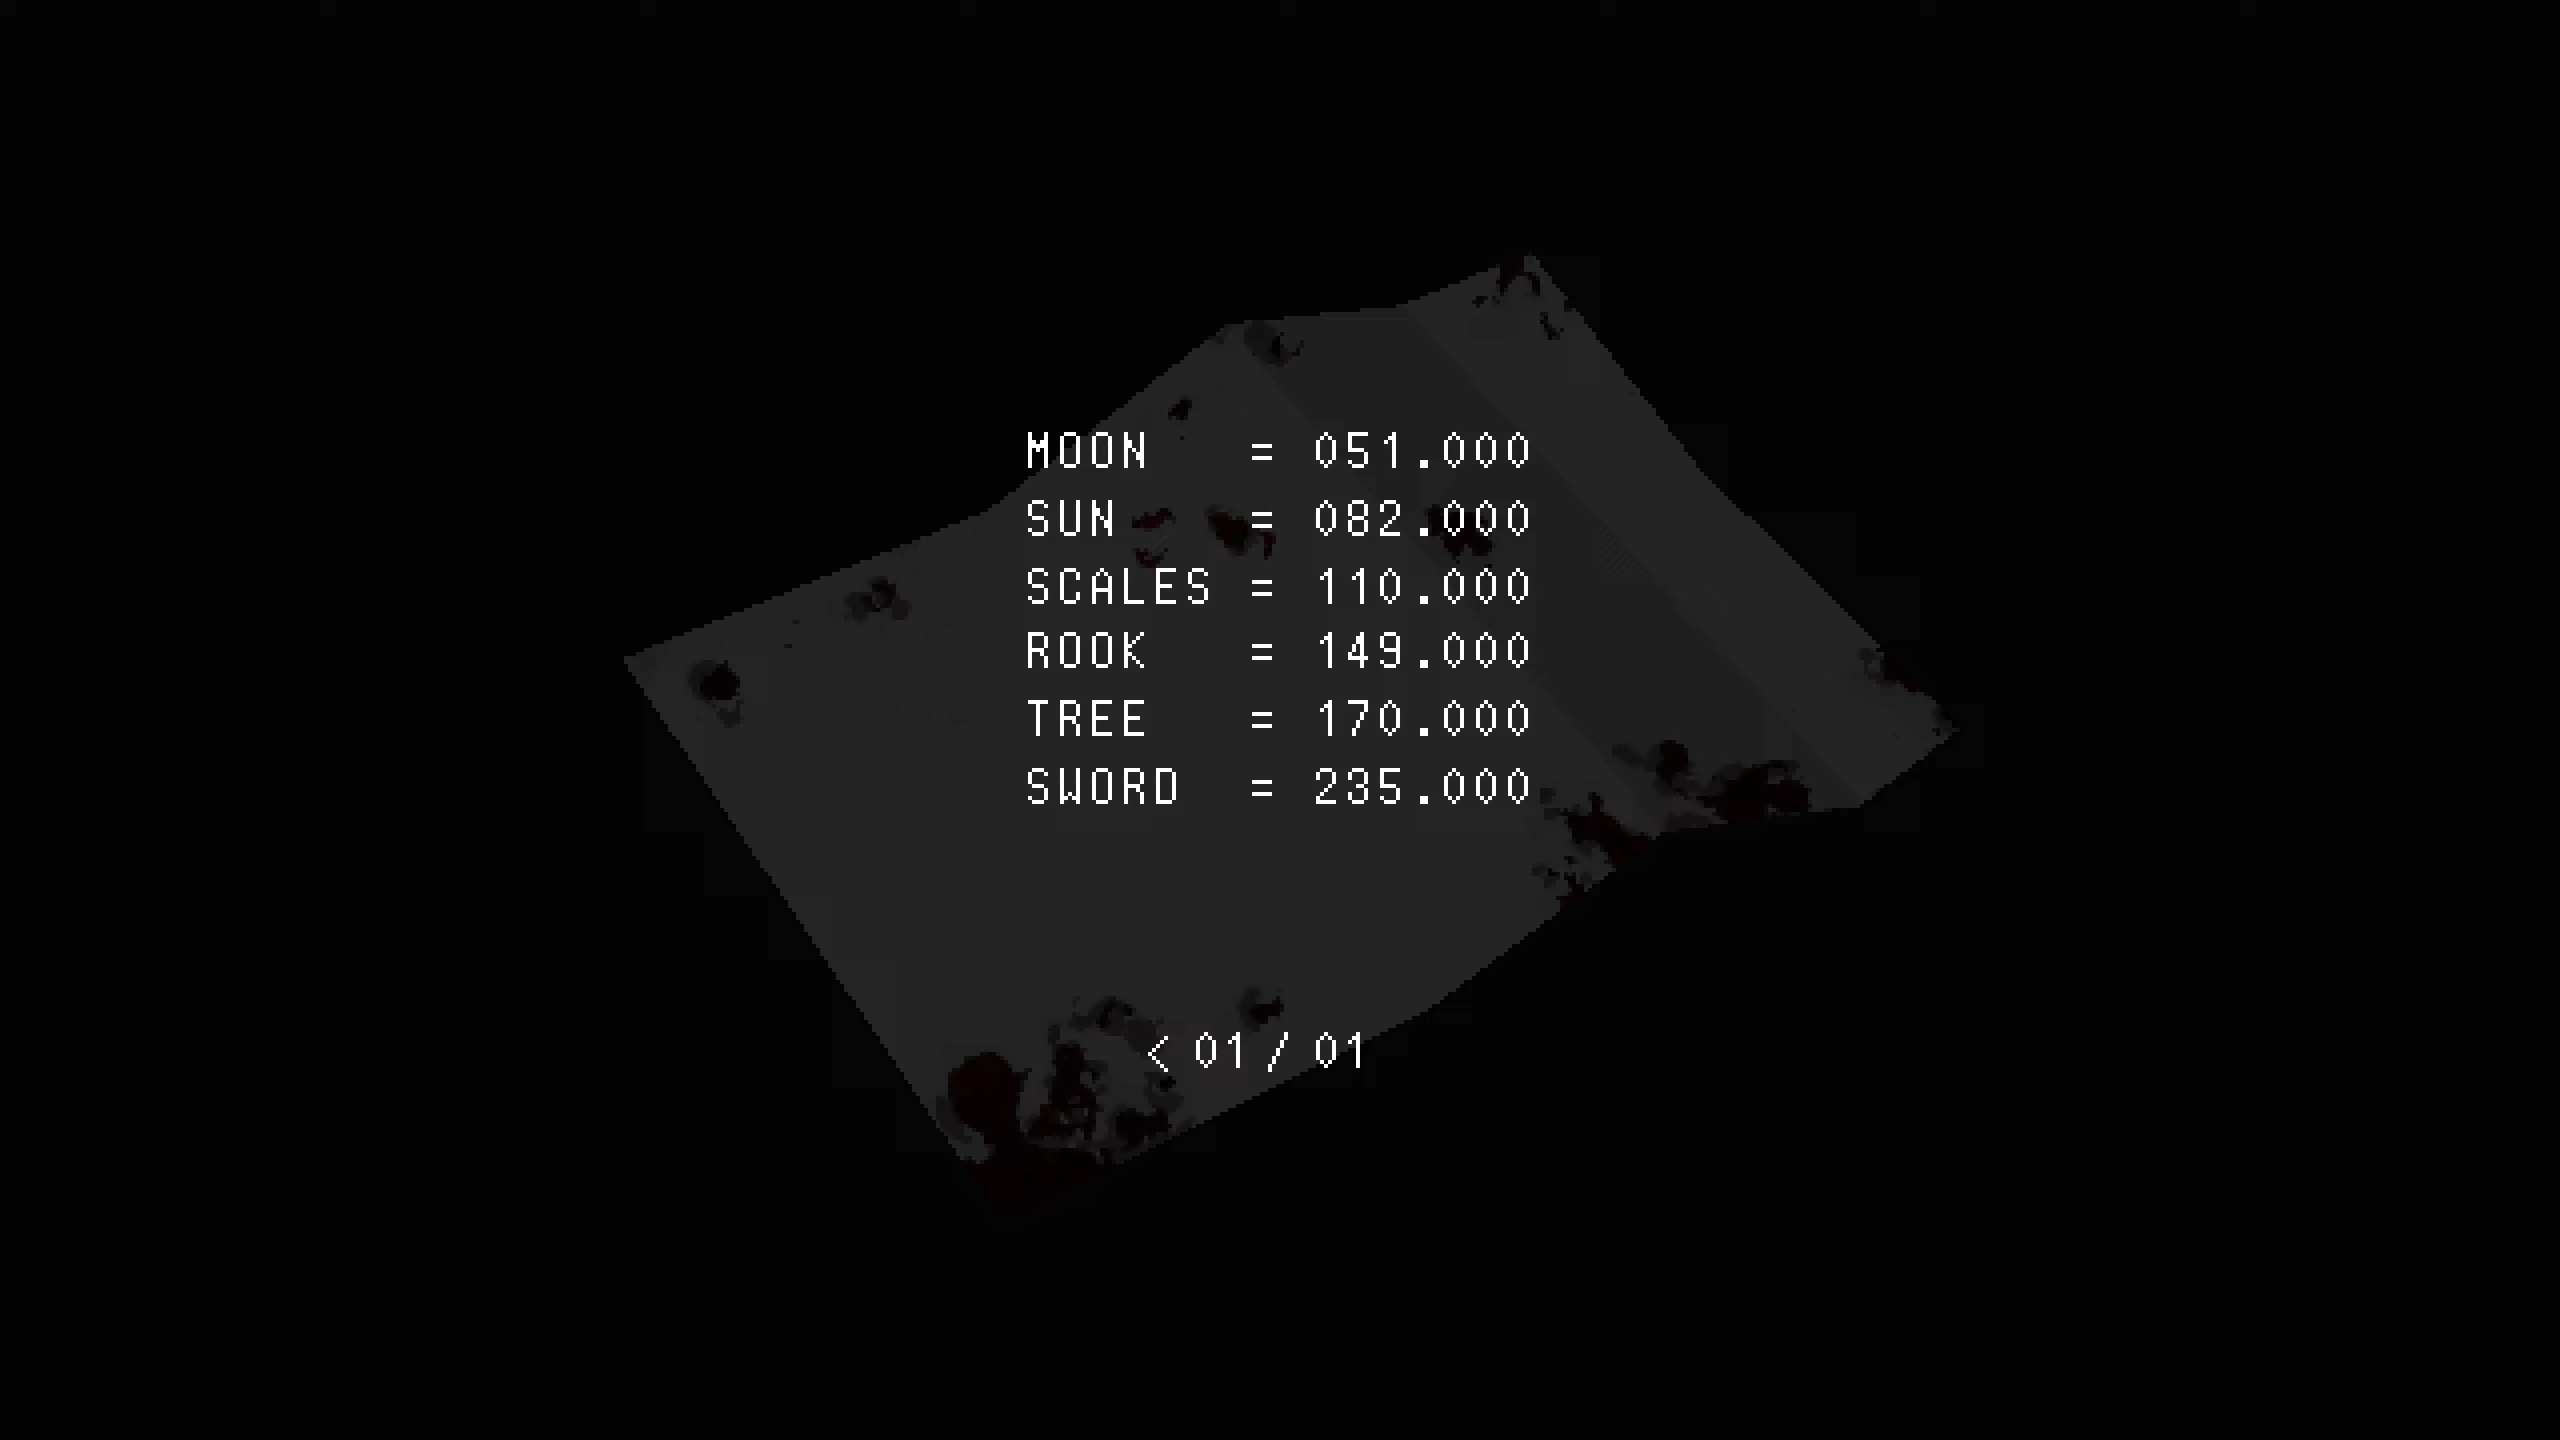 MOON = 051.000
SUN = 082.000
SCALES = 110.000
ROOK = 149.000
TREE = 170.000
SWORD = 235.000
< 01 / 01